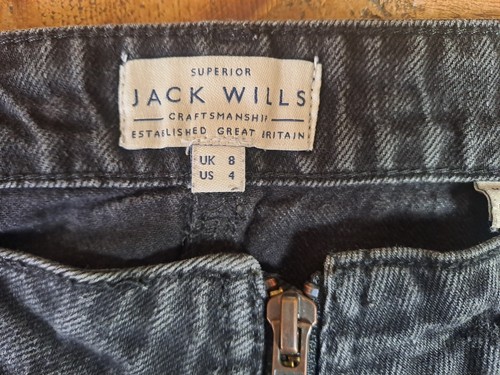 SUPERIOR
JACK WILLS
CRAFTSMANSHIP
ESTABLISHED GREAT BRITAIN
UK 8
US 4